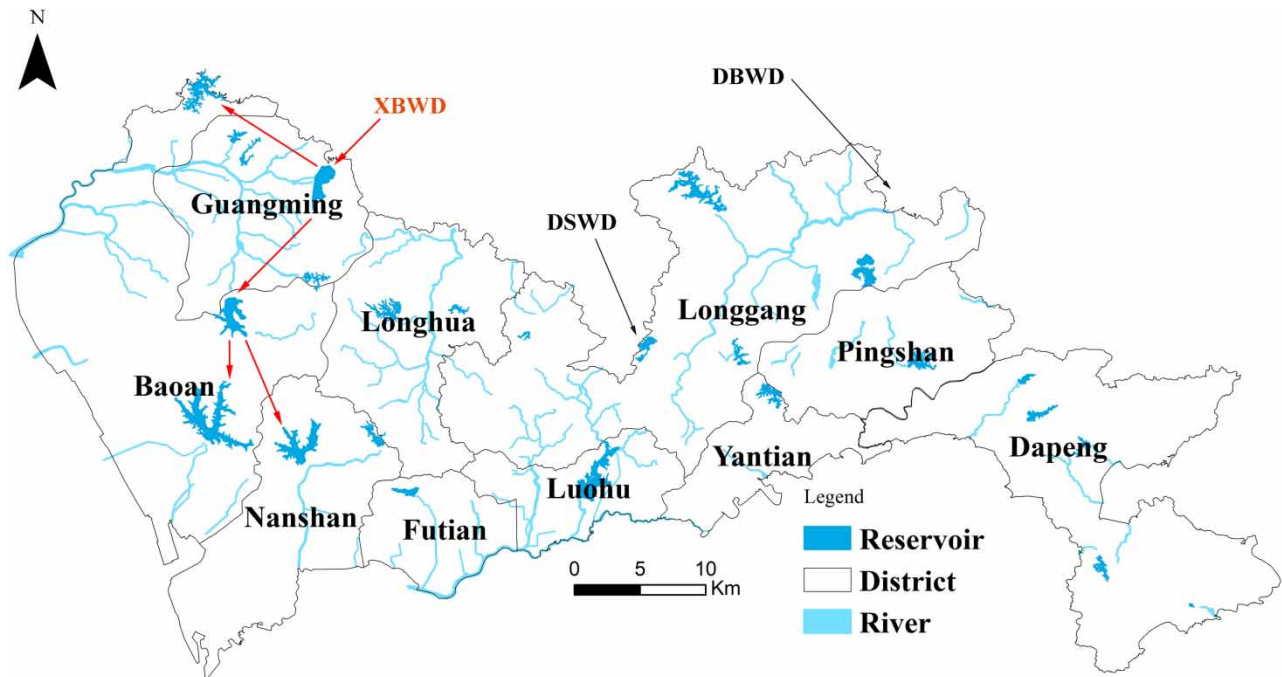 N
XBWD
DBWD
DSWD
Guangming
Longhua
Longgang
Pingshan
Baoan
Dapeng
Yantian
Luohu
Nanshan
Futian
Legend
Reservoir
District
River
0 5 10
Km